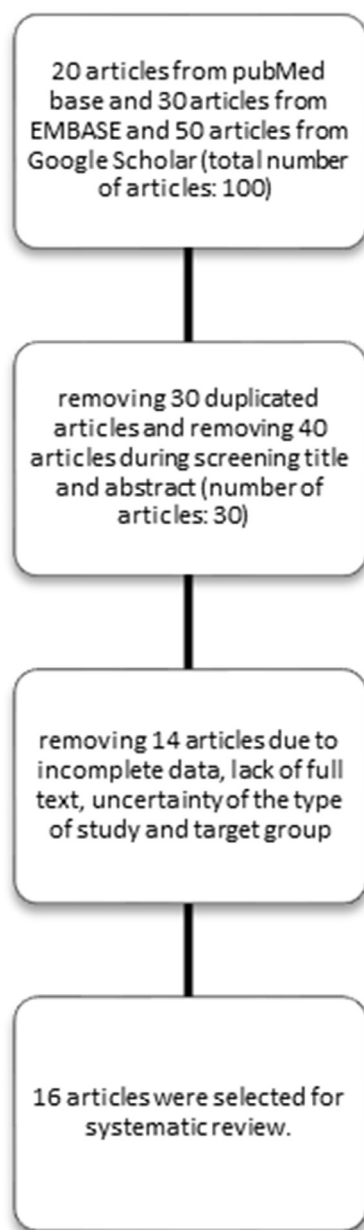 20 articles from pubMed
base and 30 articles from
EMBASE and 50 articles from
Google Scholar (total number
of articles: 100)
removing 30 duplicated
articles and removing 40
articles during screening title
and abstract (number of
articles: 30)
removing 14 articles due to
incomplete data, lack of full
text, uncertainty of the type
of study and target group
16 articles were selected for
systematic review.